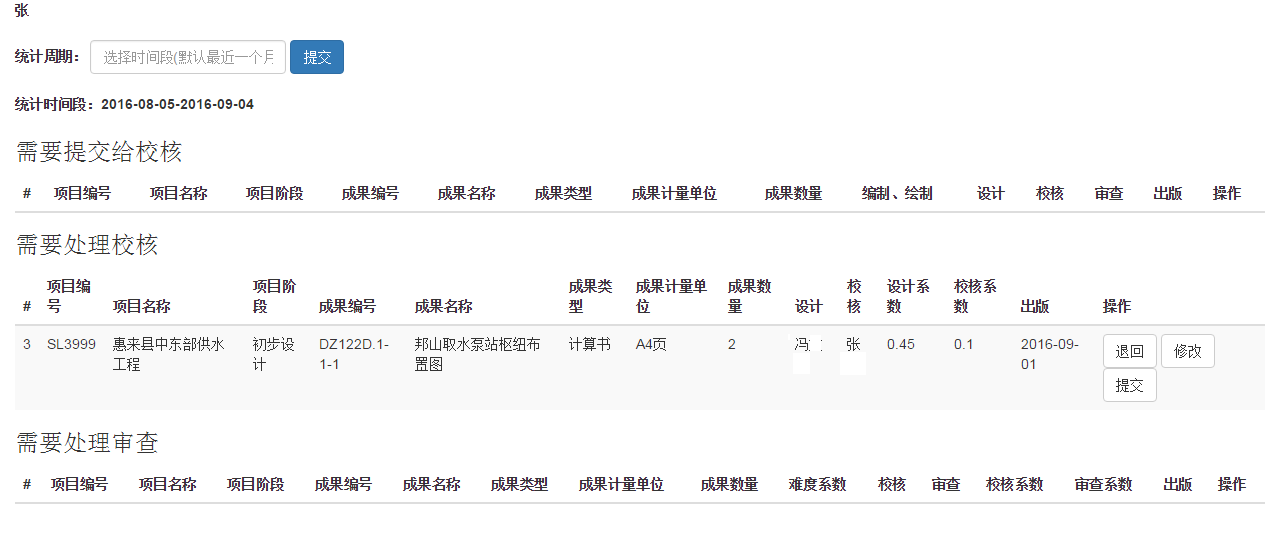 张
统计周期： 选择时间段(默认最近一个月 提交
统计时间段：2016-08-05-2016-09-04
需要提交给校核
# 项目编号 项目名称 项目阶段 成果编号 成果名称 成果类型 成果计量单位 成果数量 编制、绘制 设计 校核 审查 出版 操作
需要处理校核
# 项目编号 项目名称 项目阶段 成果编号 成果名称 成果类型 成果计量单位 成果数量 设计 校核 设计系数 校核系数 出版 操作
3 SL3999 惠来县中东部供水工程 初步设计 DZ122D.1-1-1 邦山取水泵站枢纽布置图 计算书 A4页 2 冯 张 0.45 0.1 2016-09-01 退回 修改 提交
需要处理审查
# 项目编号 项目名称 项目阶段 成果编号 成果名称 成果类型 成果计量单位 成果数量 难度系数 校核 审查 校核系数 审查系数 出版 操作